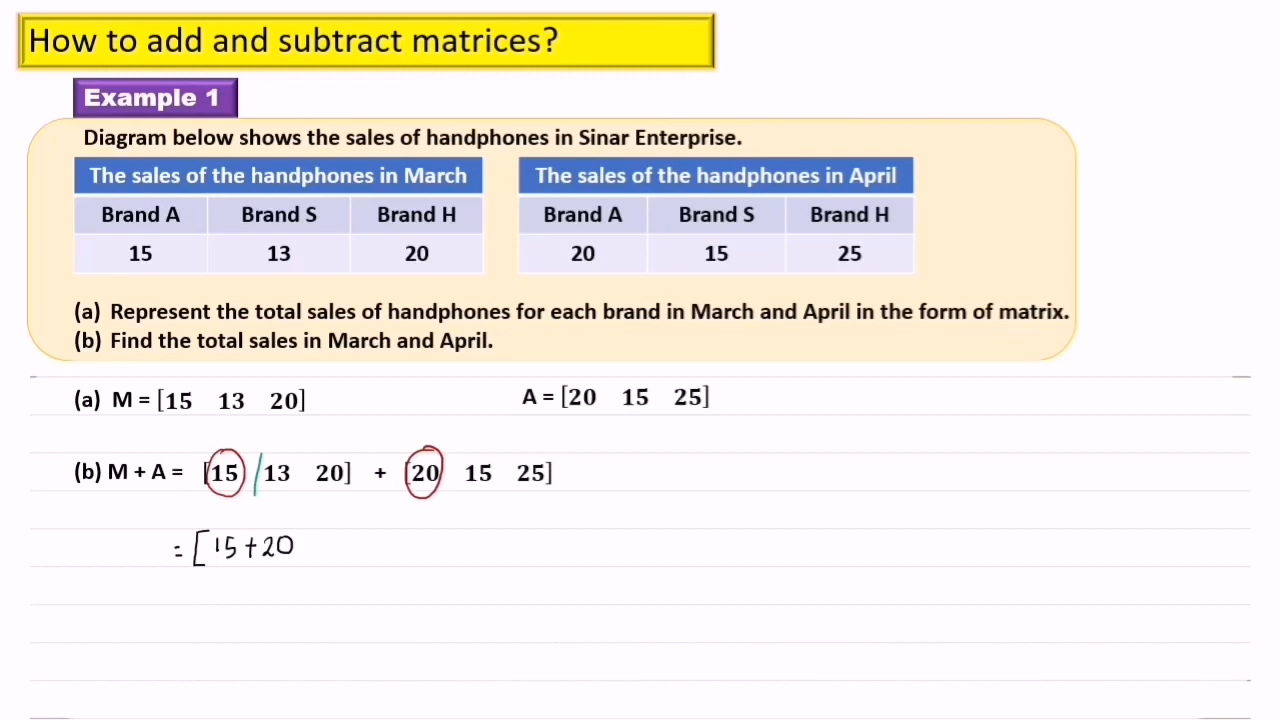 How to add and subtract matrices?
Example 1
Diagram below shows the sales of handphones in Sinar Enterprise.
The sales of the handphones in March
Brand A Brand S Brand H
15 13 20
The sales of the handphones in April
Brand A Brand S Brand H
20 15 25
(a) Represent the total sales of handphones for each brand in March and April in the form of matrix.
(b) Find the total sales in March and April.
(a) M = [15 13 20] A = [20 15 25]
(b) M + A = [15 13 20] + [20 15 25]
= [15+20